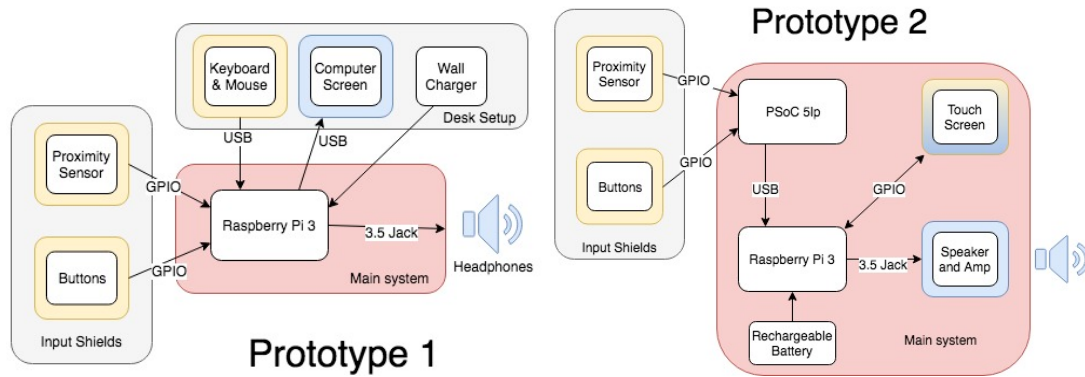 Prototype 1
Keyboard
& Mouse
Computer
Screen
Wall
Charger
Desk Setup
USB
USB
Proximity
Sensor
GPIO
Buttons
GPIO
Input Shields
Raspberry Pi 3
3.5 Jack
Main system
Headphones
Prototype 2
Proximity
Sensor
GPIO
Buttons
GPIO
Input Shields
PSoC 5lp
Touch
Screen
USB
GPIO
Raspberry Pi 3
3.5 Jack
Speaker
and Amp
Rechargeable
Battery
Main system